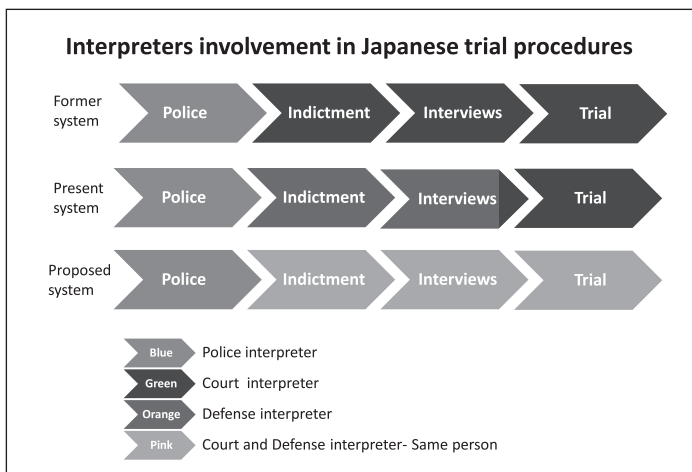 Interpreters involvement in Japanese trial procedures
Former
system
Police
Indictment
Interviews
Trial
Present
system
Police
Indictment
Interviews
Trial
Proposed
system
Police
Indictment
Interviews
Trial
Blue Police interpreter
Green Court interpreter
Orange Defense interpreter
Pink Court and Defense interpreter- Same person